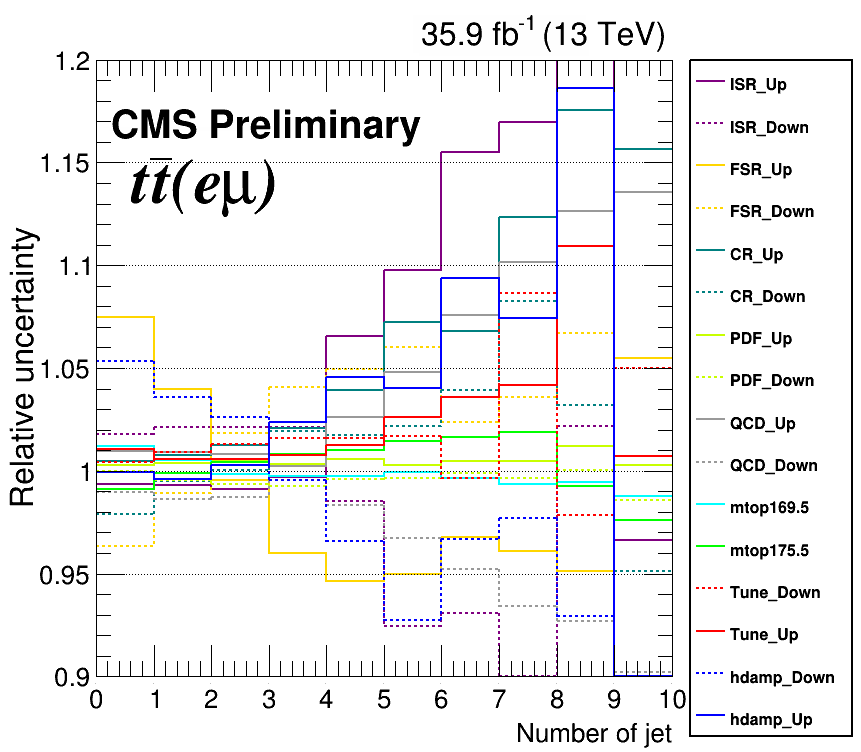 35.9 fb-1 (13 TeV)
CMS Preliminary
tt̅(eμ)
Relative uncertainty
1.2
1.15
1.1
1.05
1
0.95
0.9
0 1 2 3 4 5 6 7 8 9 10
Number of jet
ISR_Up
ISR_Down
FSR_Up
FSR_Down
CR_Up
CR_Down
PDF_Up
PDF_Down
QCD_Up
QCD_Down
mtop169.5
mtop175.5
Tune_Down
Tune_Up
hdamp_Down
hdamp_Up